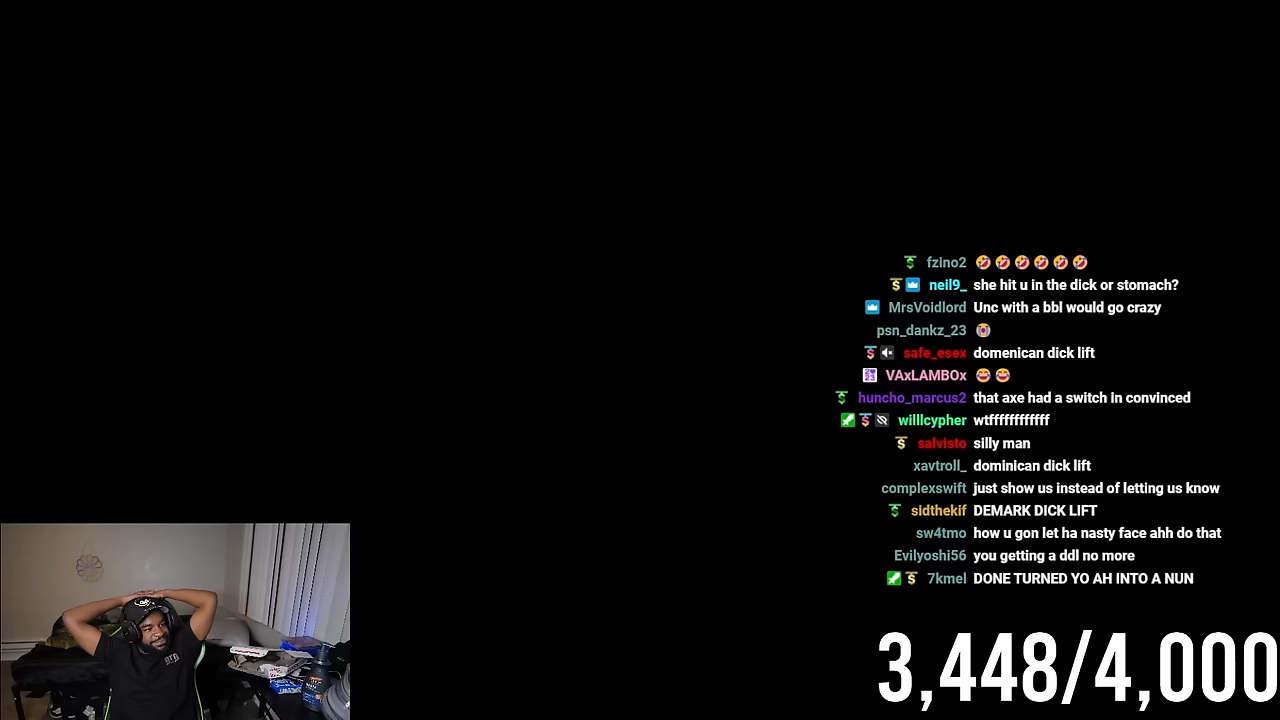 fzino2 🤣🤣🤣🤣🤣🤣
neil9_ she hit u in the dick or stomach?
MrsVoidlord Unc with a bbl would go crazy
psn_dankz_23 😭
safe_esex domenican dick lift
VAxLAMBOx 😂😂
huncho_marcus2 that axe had a switch in convinced
willlcypher wtffffffffffff
salvisto silly man
xavtroll_ dominican dick lift
complexswift just show us instead of letting us know
sidthekif DEMARK DICK LIFT
sw4tmo how u gon let ha nasty face ahh do that
Evilyoshi56 you getting a ddl no more
7kmel DONE TURNED YO AH INTO A NUN
3,448/4,000